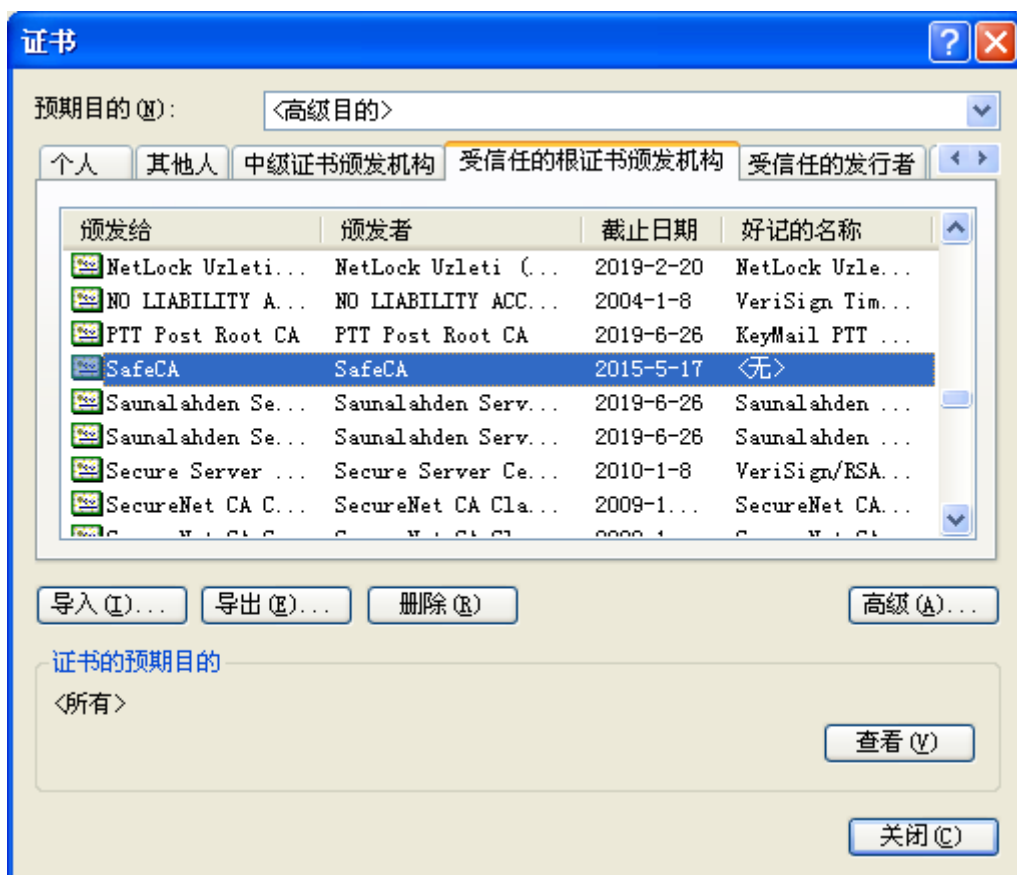 证书
预期目的(N): <高级目的>
个人 其他人 中级证书颁发机构 受信任的根证书颁发机构 受信任的发行者
颁发给 颁发者 截止日期 好记的名称
NetLock Uzleti... NetLock Uzleti (... 2019-2-20 NetLock Uzle...
NO LIABILITY A... NO LIABILITY ACC... 2004-1-8 VeriSign Tim...
PTT Post Root CA PTT Post Root CA 2019-6-26 KeyMail PTT ...
SafeCA SafeCA 2015-5-17 <无>
Saunalahden Se... Saunalahden Serv... 2019-6-26 Saunalahden ...
Saunalahden Se... Saunalahden Serv... 2019-6-26 Saunalahden ...
Secure Server ... Secure Server Ce... 2010-1-8 VeriSign/RSA...
SecureNet CA C... SecureNet CA Cla... 2009-1... SecureNet CA...
导入(I)... 导出(E)... 删除(R) 高级(A)...
证书的预期目的
<所有>
查看(V)
关闭(C)